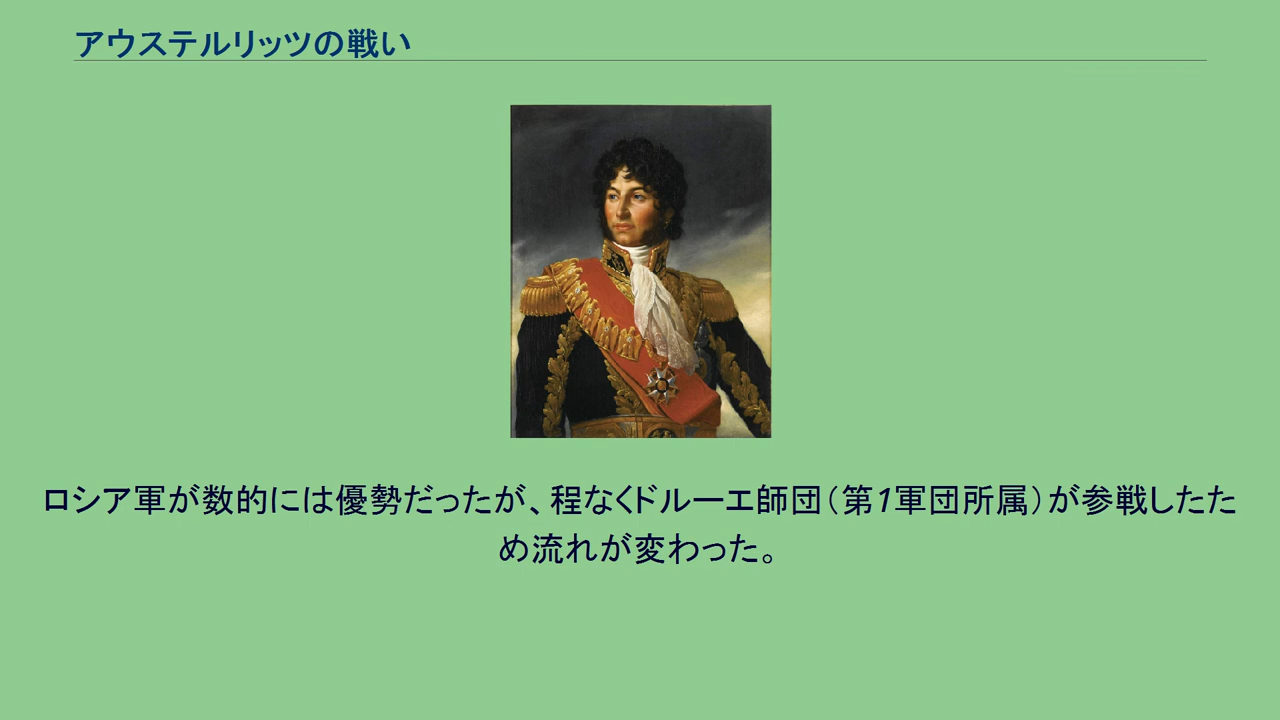 アウステルリッツの戦い
ロシア軍が数的には優勢だったが、程なくドルーエ師団（第1軍団所属）が参戦したた
め流れが変わった。